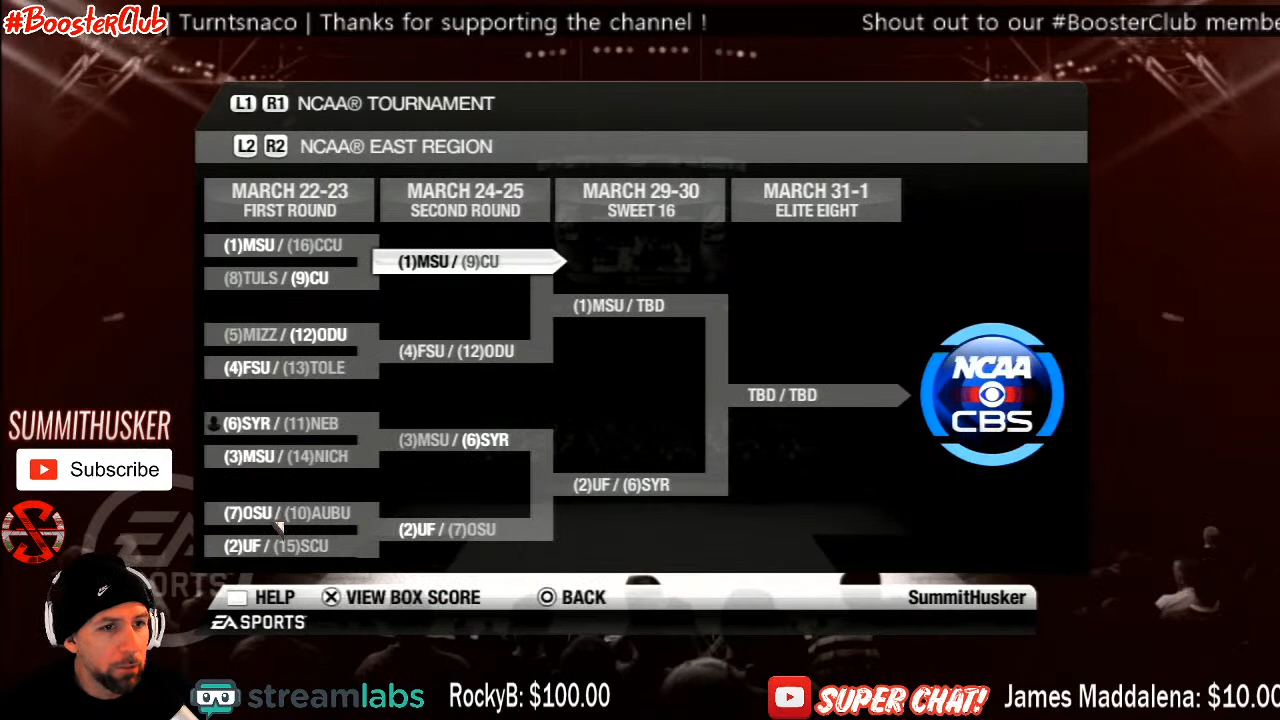 #BoosterClub | Turntsnaco | Thanks for supporting the channel ! Shout out to our #BoosterClub membe
L1 R1 NCAA® TOURNAMENT
L2 R2 NCAA® EAST REGION
MARCH 22-23 MARCH 24-25 MARCH 29-30 MARCH 31-1
FIRST ROUND SECOND ROUND SWEET 16 ELITE EIGHT
(1)MSU / (16)CCU
(1)MSU / (9)CU
(8)TULS / (9)CU
(1)MSU / TBD
(5)MIZZ / (12)ODU
(4)FSU / (12)ODU
(4)FSU / (13)TOLE
TBD / TBD
NCAA
CBS
(6)SYR / (11)NEB
(3)MSU / (6)SYR
(3)MSU / (14)NICH
(2)UF / (6)SYR
(7)OSU / (10)AUBU
(2)UF / (7)OSU
(2)UF / (15)SCU
SUMMITHUSKER
Subscribe
EA
SPORTS
HELP VIEW BOX SCORE BACK SummitHusker
EA SPORTS™
streamlabs RockyB: $100.00 SUPER CHAT! James Maddalena: $10.00